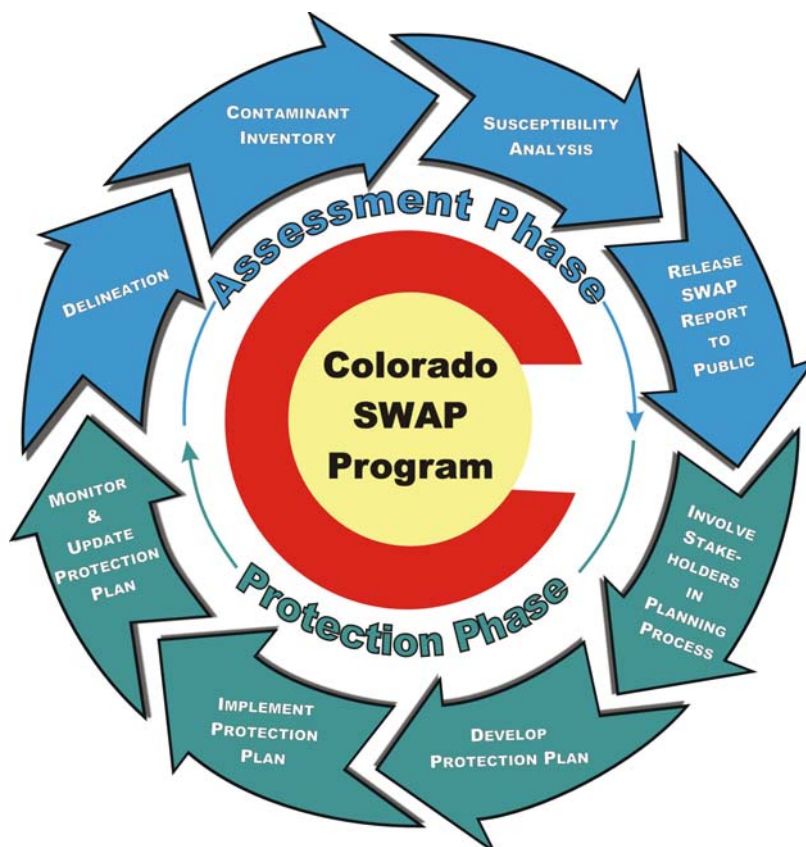 CONTAMINANT
INVENTORY
SUSCEPTIBILITY
ANALYSIS
DELINEATION
RELEASE
SWAP
REPORT
TO
PUBLIC
Assessment Phase
Colorado
SWAP
Program
Protection Phase
INVOLVE
STAKE-
HOLDERS
IN
PLANNING
PROCESS
DEVELOP
PROTECTION PLAN
IMPLEMENT
PROTECTION
PLAN
MONITOR
&
UPDATE
PROTECTION
PLAN